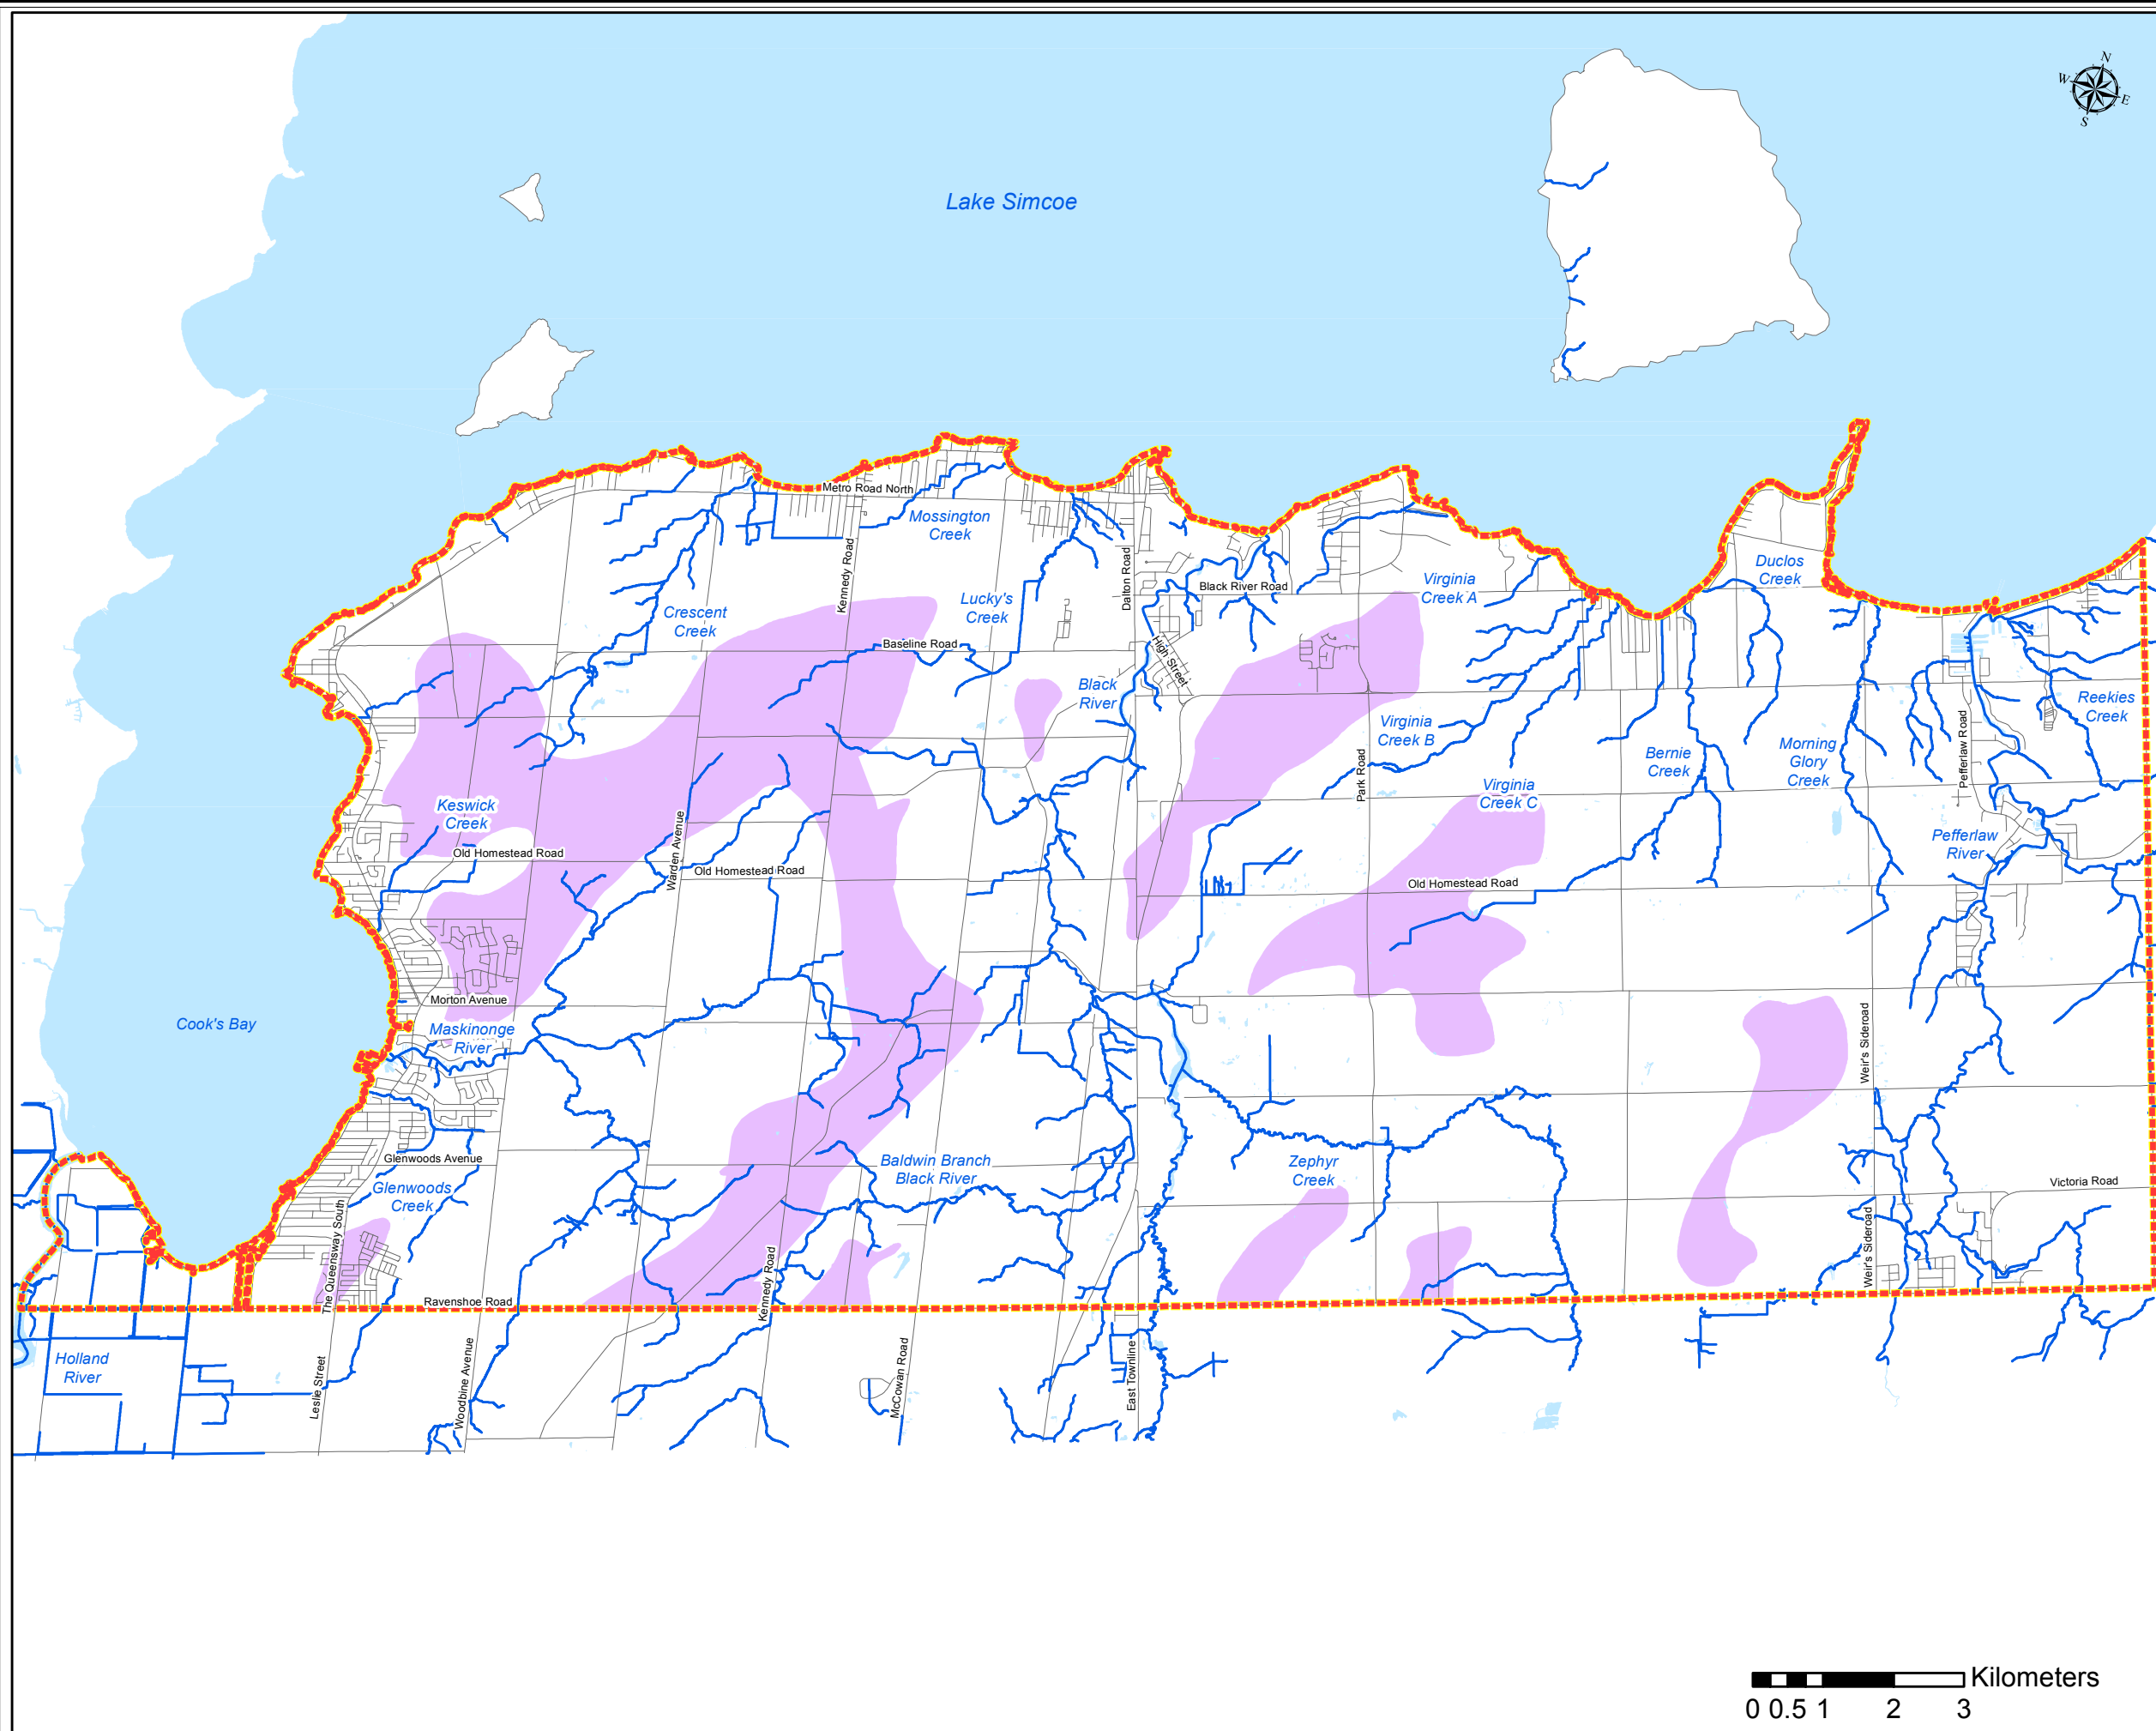 N
W
E
S
Lake Simcoe
Metro Road North
Mossington
Creek
Kennedy Road
Dalton Road
Black River Road
Duclos
Creek
Virginia
Creek A
Crescent
Creek
Lucky's
Creek
Baseline Road
High Street
Black
River
Reekies
Creek
Virginia
Creek B
Bernie
Creek
Morning
Glory
Creek
Pefferlaw Road
Park Road
Virginia
Creek C
Keswick
Creek
Pefferlaw
River
Old Homestead Road
Warden Avenue
Old Homestead Road
Old Homestead Road
Morton Avenue
Cook's Bay
Maskinonge
River
Weir's Sideroad
Glenwoods Avenue
Baldwin Branch
Black River
Zephyr
Creek
Victoria Road
Glenwoods
Creek
The Queensway South
Weir's Sideroad
Kennedy Road
Ravenshoe Road
Holland
River
Leslie Street
Woodbine Avenue
McCowan Road
East Townline
Kilometers
0 0.5 1 2 3